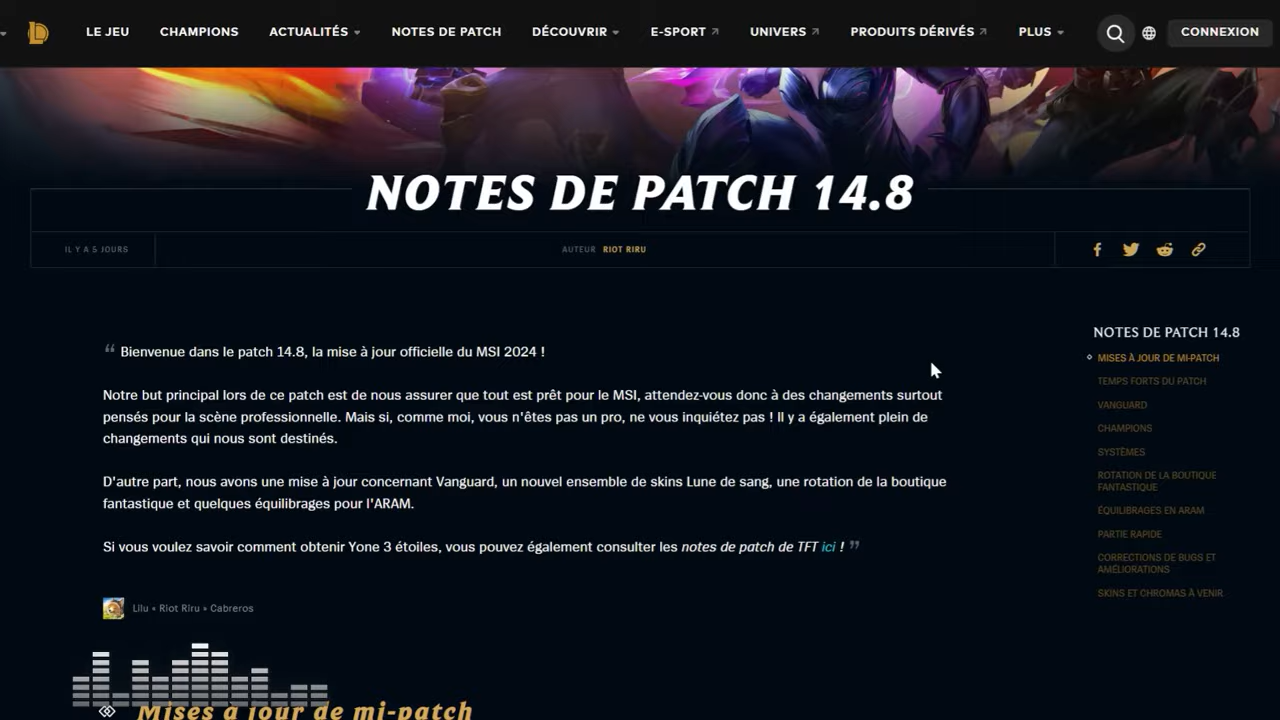 LE JEU CHAMPIONS ACTUALITÉS NOTES DE PATCH DÉCOUVRIR E-SPORT UNIVERS PRODUITS DÉRIVÉS PLUS CONNEXION
NOTES DE PATCH 14.8
IL Y A 5 JOURS
AUTEUR RIOT RIRU
“ Bienvenue dans le patch 14.8, la mise à jour officielle du MSI 2024 !
Notre but principal lors de ce patch est de nous assurer que tout est prêt pour le MSI, attendez-vous donc à des changements surtout
pensés pour la scène professionnelle. Mais si, comme moi, vous n'êtes pas un pro, ne vous inquiétez pas ! Il y a également plein de
changements qui nous sont destinés.
D'autre part, nous avons une mise à jour concernant Vanguard, un nouvel ensemble de skins Lune de sang, une rotation de la boutique
fantastique et quelques équilibrages pour l'ARAM.
Si vous voulez savoir comment obtenir Yone 3 étoiles, vous pouvez également consulter les notes de patch de TFT ici ! ”
Lilu « Riot Riru » Cabreros
Mises à jour de mi-patch
NOTES DE PATCH 14.8
MISES À JOUR DE MI-PATCH
TEMPS FORTS DU PATCH
VANGUARD
CHAMPIONS
SYSTÈMES
ROTATION DE LA BOUTIQUE
FANTASTIQUE
ÉQUILIBRAGES EN ARAM
PARTIE RAPIDE
CORRECTIONS DE BUGS ET
AMÉLIORATIONS
SKINS ET CHROMAS À VENIR